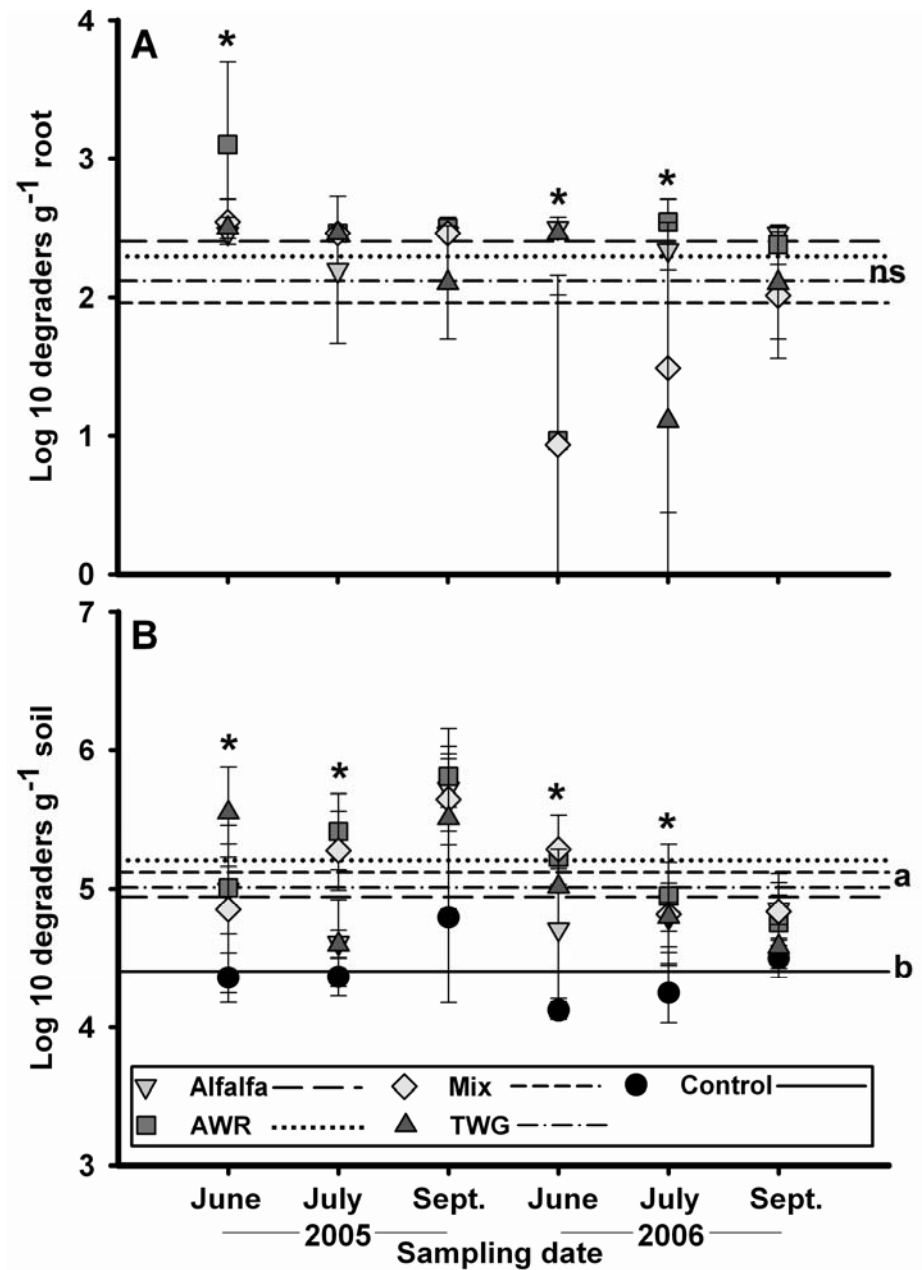 A
Log 10 degraders g⁻¹ root
4
3
2
1
0
*
*
*
ns
B
Log 10 degraders g⁻¹ soil
7
6
5
4
3
*
*
*
*
a
b
Alfalfa Mix Control
AWR TWG
June July Sept. June July Sept.
2005 2006
Sampling date